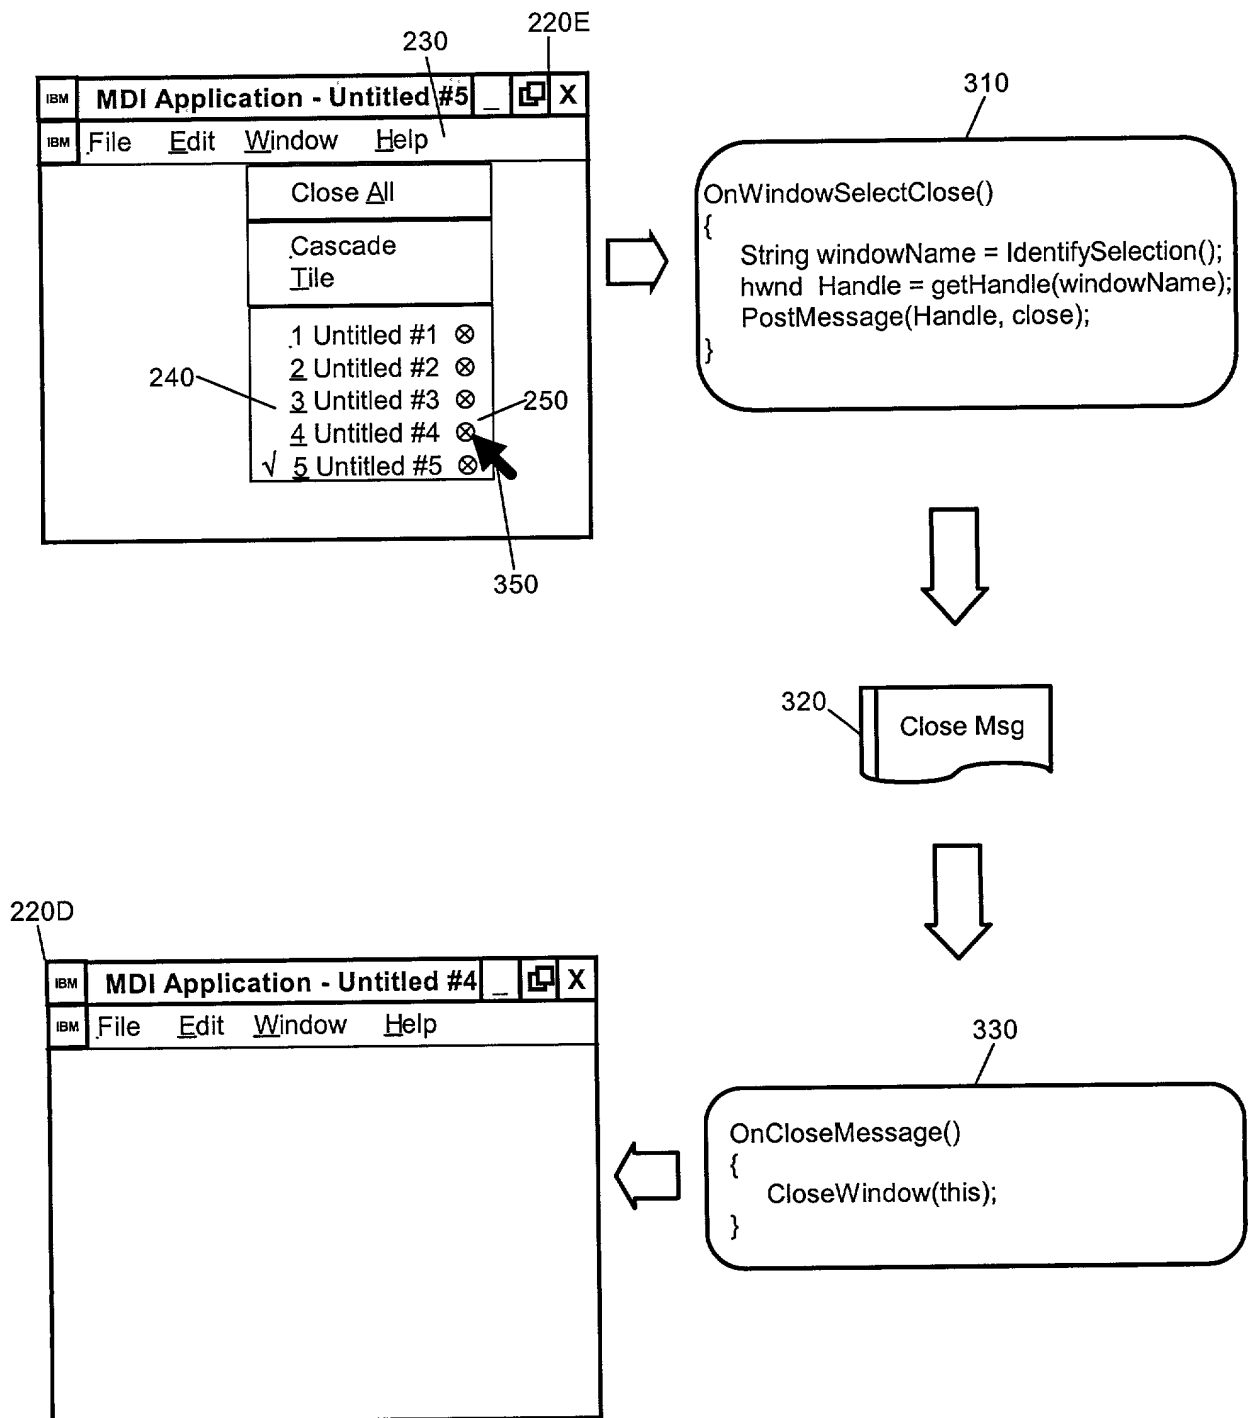 220E
230
IBM MDI Application - Untitled #5 _ X
IBM File Edit Window Help
Close All
Cascade
Tile
1 Untitled #1 ⊗
2 Untitled #2 ⊗
3 Untitled #3 ⊗
4 Untitled #4 ⊗
√ 5 Untitled #5 ⊗
240
250
350
310
OnWindowSelectClose()
{
String windowName = IdentifySelection();
hwnd Handle = getHandle(windowName);
PostMessage(Handle, close);
}
320
Close Msg
330
OnCloseMessage()
{
CloseWindow(this);
}
220D
IBM MDI Application - Untitled #4 _ X
IBM File Edit Window Help